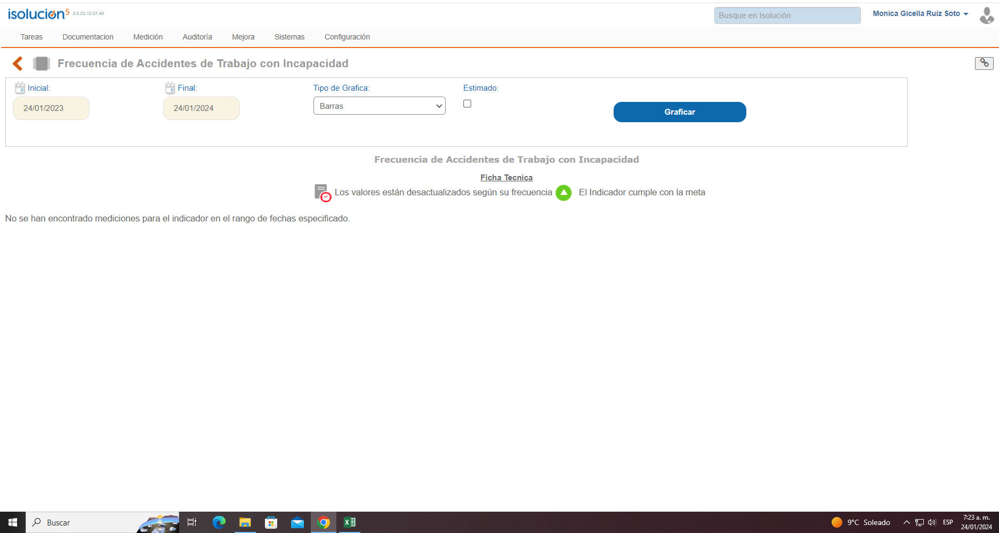 isolución5 5.0.23.12.07.49
Busque en Isolución
Monica Gicella Ruiz Soto
Tareas Documentacion Medición Auditoría Mejora Sistemas Configuración
Frecuencia de Accidentes de Trabajo con Incapacidad
Inicial: Final: Tipo de Grafica: Estimado:
24/01/2023 24/01/2024 Barras
Graficar
Frecuencia de Accidentes de Trabajo con Incapacidad
Ficha Tecnica
Los valores están desactualizados según su frecuencia El Indicador cumple con la meta
No se han encontrado mediciones para el indicador en el rango de fechas especificado.
Buscar
9°C Soleado
ESP
7:23 a. m.
24/01/2024